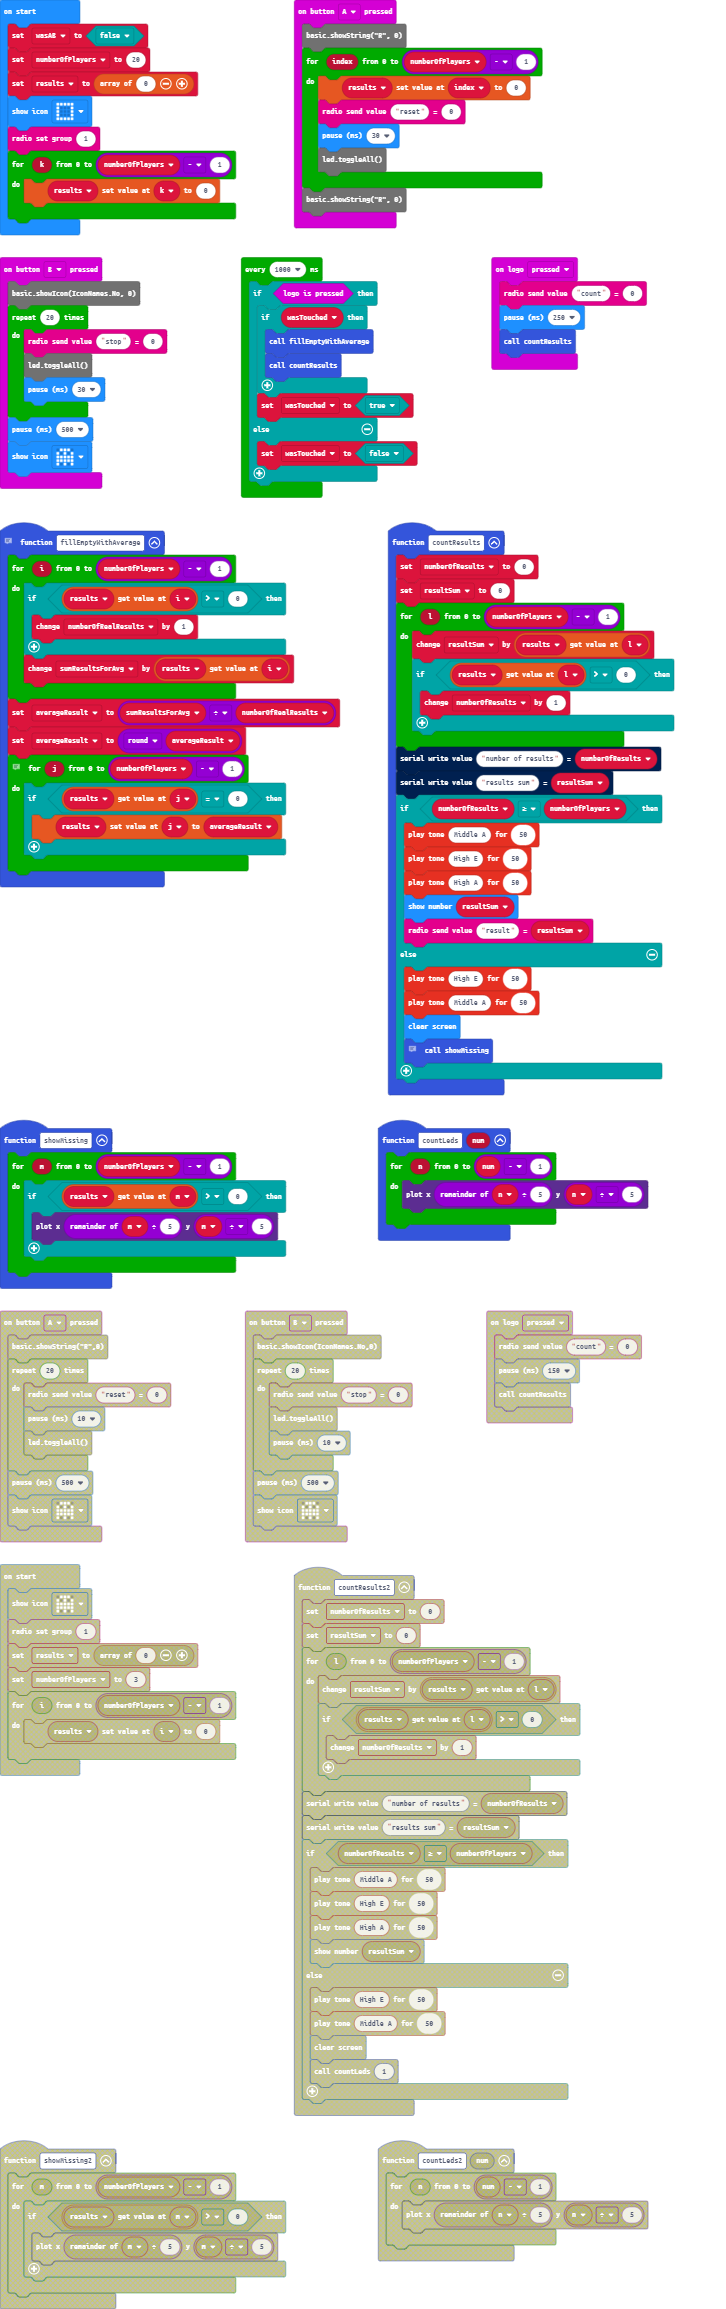 on start
set wasAB to false
set numberOfPlayers to 20
set results to array of 0
show icon
radio set group 1
for k from 0 to numberOfPlayers - 1
do
results set value at k to 0
on button A pressed
basic.showString("R", 0)
for index from 0 to numberOfPlayers - 1
do
results set value at index to 0
radio send value "reset" = 0
pause (ms) 30
led.toggleAll()
basic.showString("R", 0)
on button B pressed
basic.showIcon(IconNames.No, 0)
repeat 20 times
do
radio send value "stop" = 0
led.toggleAll()
pause (ms) 30
pause (ms) 500
show icon
every 1000 ms
if logo is pressed then
if wasTouched then
call fillEmptyWithAverage
call countResults
set wasTouched to true
else
set wasTouched to false
on logo pressed
radio send value "count" = 0
pause (ms) 250
call countResults
function fillEmptyWithAverage
for i from 0 to numberOfPlayers - 1
do
if results get value at i > 0 then
change numberOfRealResults by 1
change sumResultsForAvg by results get value at i
set averageResult to sumResultsForAvg ÷ numberOfRealResults
set averageResult to round averageResult
for j from 0 to numberOfPlayers - 1
do
if results get value at j = 0 then
results set value at j to averageResult
function countResults
set numberOfResults to 0
set resultSum to 0
for l from 0 to numberOfPlayers - 1
do
change resultSum by results get value at l
if results get value at l > 0 then
change numberOfResults by 1
serial write value "number of results" = numberOfResults
serial write value "results sum" = resultSum
if numberOfResults ≥ numberOfPlayers then
play tone Middle A for 50
play tone High E for 50
play tone High A for 50
show number resultSum
radio send value "result" = resultSum
else
play tone High E for 50
play tone Middle A for 50
clear screen
call showMissing
function showMissing
for m from 0 to numberOfPlayers - 1
do
if results get value at m > 0 then
plot x remainder of m ÷ 5 y m ÷ 5
function countLeds num
for n from 0 to num - 1
do
plot x remainder of n ÷ 5 y n ÷ 5
on button A pressed
basic.showString("R",0)
repeat 20 times
do
radio send value "reset" = 0
pause (ms) 10
led.toggleAll()
pause (ms) 500
show icon
on button B pressed
basic.showIcon(IconNames.No,0)
repeat 20 times
do
radio send value "stop" = 0
led.toggleAll()
pause (ms) 10
pause (ms) 500
show icon
on logo pressed
radio send value "count" = 0
pause (ms) 150
call countResults
on start
show icon
radio set group 1
set results to array of 0
set numberOfPlayers to 3
for i from 0 to numberOfPlayers - 1
do
results set value at i to 0
function countResults2
set numberOfResults to 0
set resultSum to 0
for l from 0 to numberOfPlayers - 1
do
change resultSum by results get value at l
if results get value at l > 0 then
change numberOfResults by 1
serial write value "number of results" = numberOfResults
serial write value "results sum" = resultSum
if numberOfResults ≥ numberOfPlayers then
play tone Middle A for 50
play tone High E for 50
play tone High A for 50
show number resultSum
else
play tone High E for 50
play tone Middle A for 50
clear screen
call countLeds 1
function showMissing2
for m from 0 to numberOfPlayers - 1
do
if results get value at m > 0 then
plot x remainder of m ÷ 5 y m ÷ 5
function countLeds2 num
for n from 0 to num - 1
do
plot x remainder of n ÷ 5 y n ÷ 5